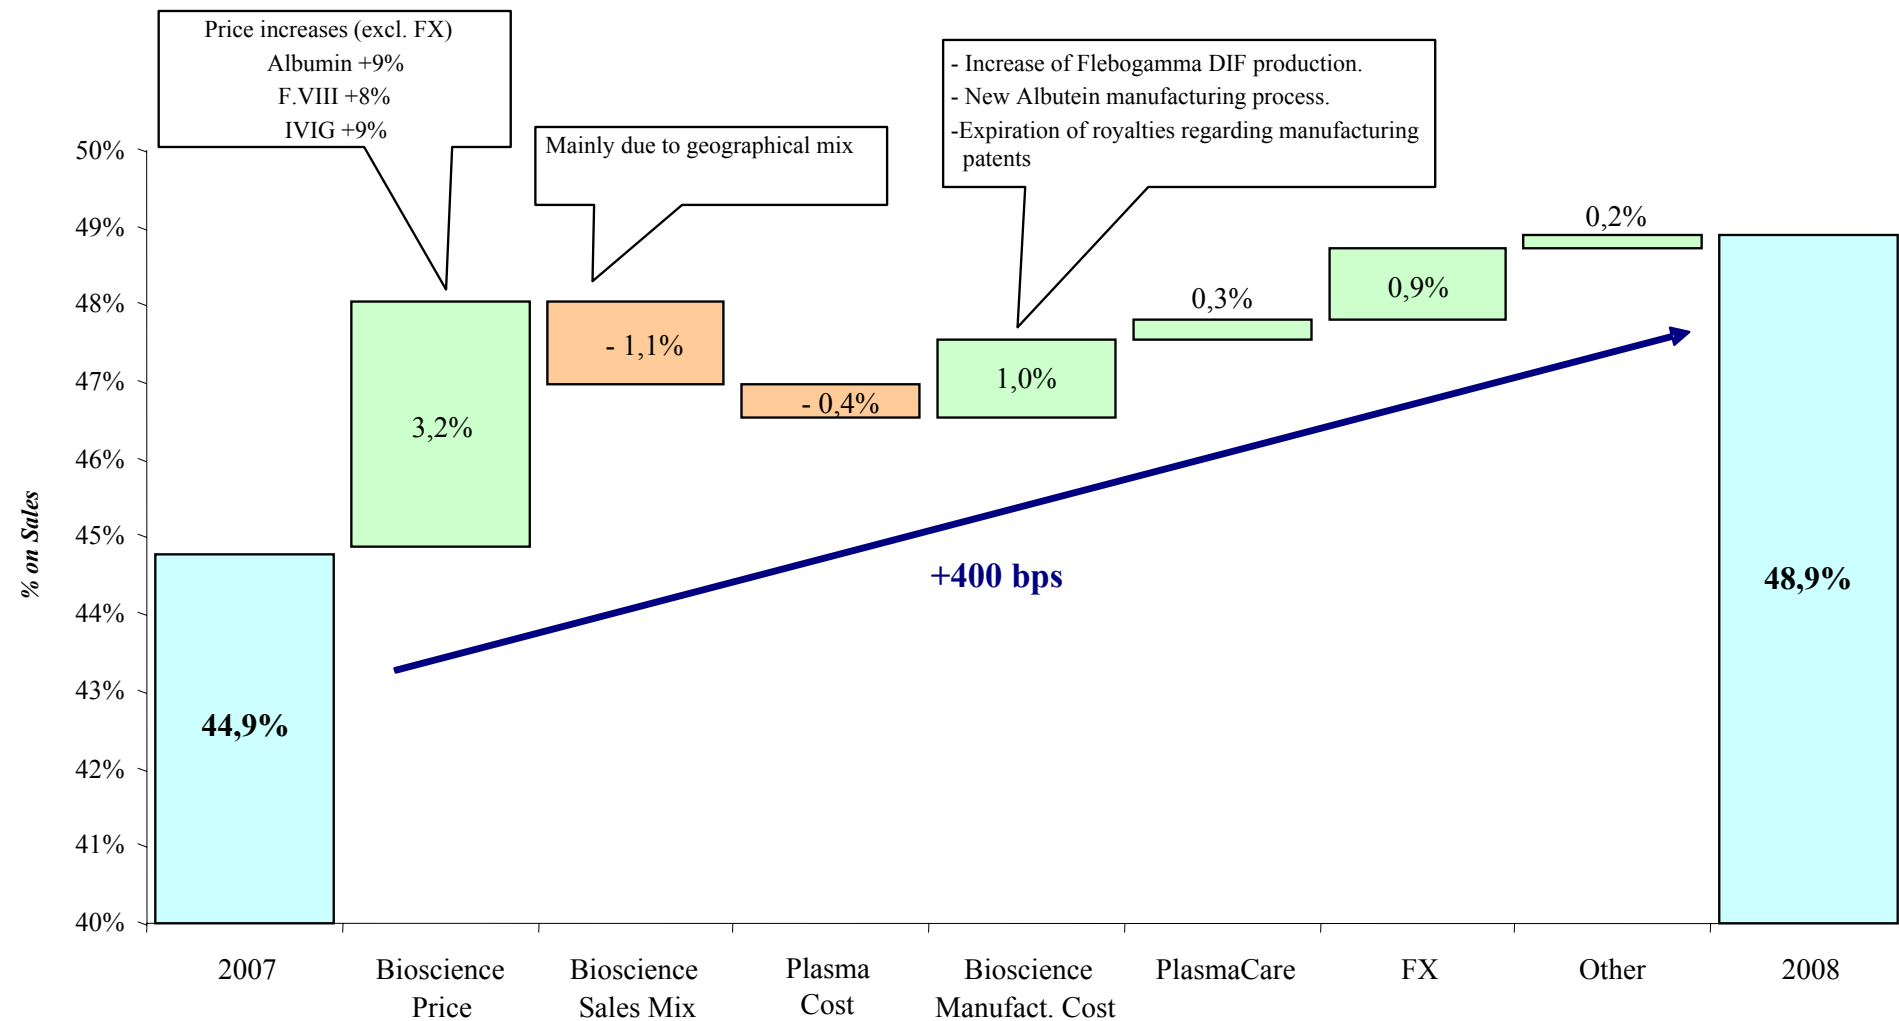 Price increases (excl. FX)
Albumin +9%
F.VIII +8%
IVIG +9%
Mainly due to geographical mix
- Increase of Flebogamma DIF production.
- New Albutein manufacturing process.
-Expiration of royalties regarding manufacturing
patents
% on Sales
50%
49%
48%
47%
46%
45%
44%
43%
42%
41%
40%
44,9%
3,2%
- 1,1%
- 0,4%
1,0%
0,3%
0,9%
0,2%
48,9%
+400 bps
2007
Bioscience
Price
Bioscience
Sales Mix
Plasma
Cost
Bioscience
Manufact. Cost
PlasmaCare
FX
Other
2008